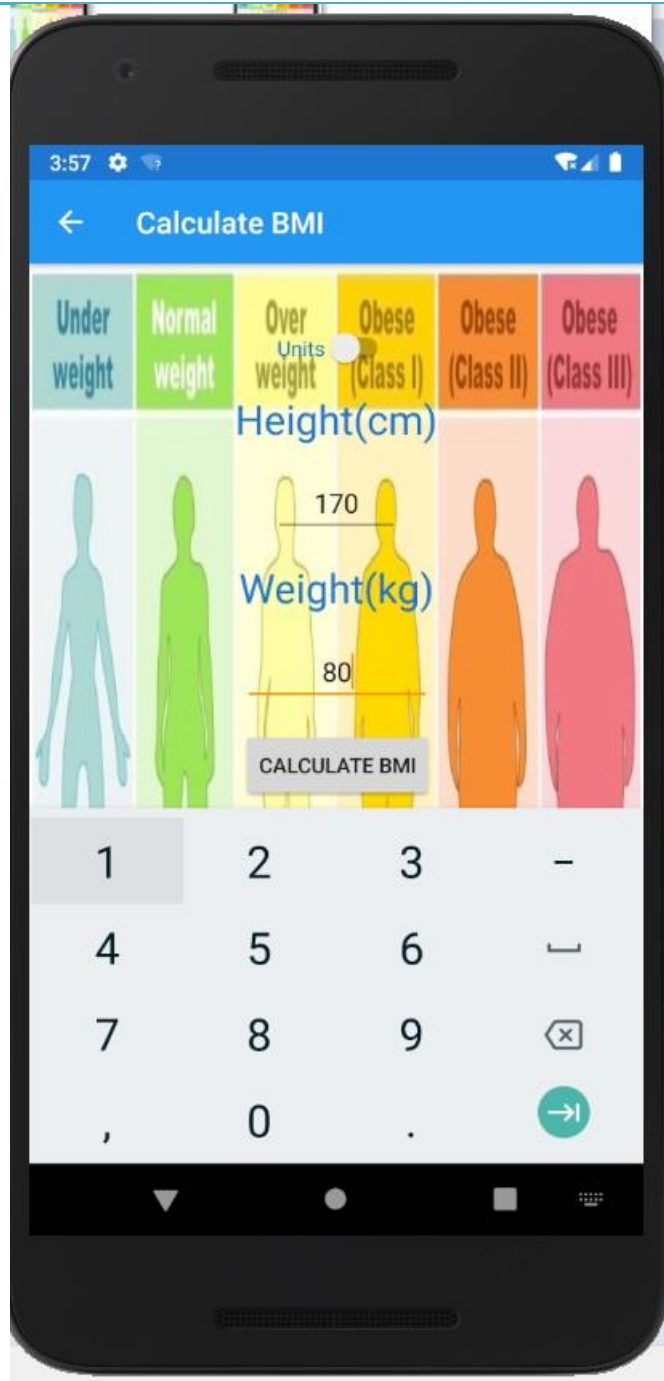 3:57
Calculate BMI
Under weight
Normal weight
Over weight
Obese (Class I)
Obese (Class II)
Obese (Class III)
Units
Height(cm)
170
Weight(kg)
80
CALCULATE BMI
1 2 3 -
4 5 6
7 8 9
, 0 .